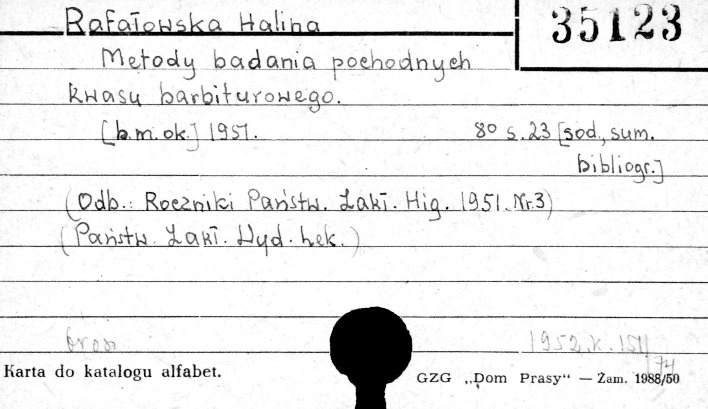 Rafałowska Halina
35123
Metody badania pochodnych
kwasu barbiturowego.
[b.m.ok.] 1951.
8° s. 23 [sod., sum.
bibliogr.]
(Odb.: Roczniki Państw. Zakł. Hig. 1951. Nr.3)
(Państw. Zakł. Wyd. Lek.)
1952.K.1511
74
Karta do katalogu alfabet.
GZG „Dom Prasy“ — Zam. 1988/50